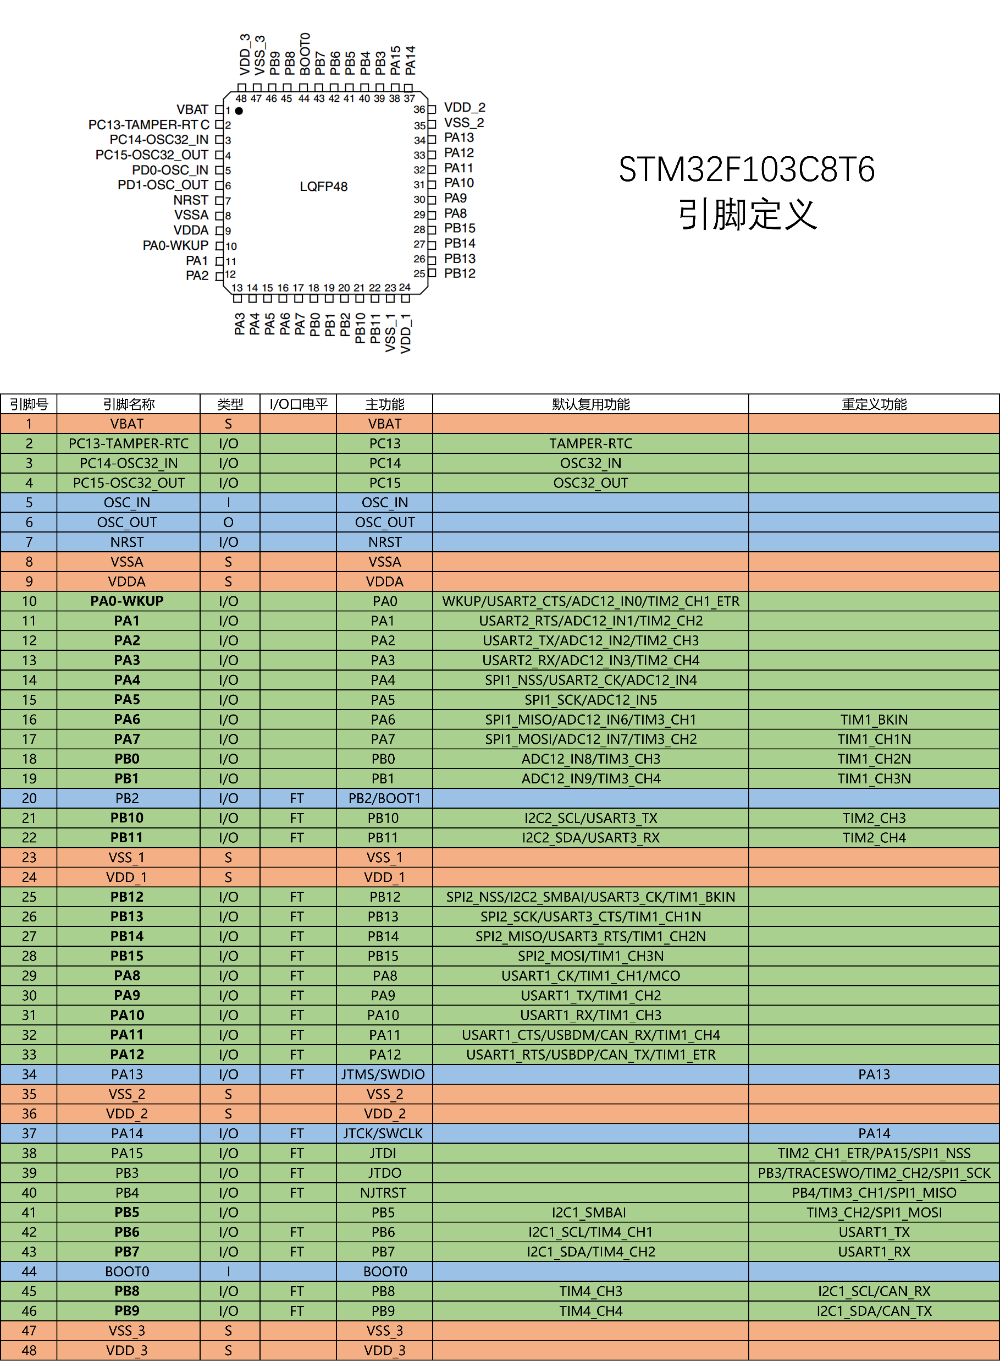 VDD_3
VSS_3
PB9
PB8
BOOT0
PB7
PB6
PB5
PB4
PB3
PA15
PA14
48 47 46 45 44 43 42 41 40 39 38 37
VBAT 1
PC13-TAMPER-RTC 2
PC14-OSC32_IN 3
PC15-OSC32_OUT 4
PD0-OSC_IN 5
PD1-OSC_OUT 6
NRST 7
VSSA 8
VDDA 9
PA0-WKUP 10
PA1 11
PA2 12
LQFP48
36 VDD_2
35 VSS_2
34 PA13
33 PA12
32 PA11
31 PA10
30 PA9
29 PA8
28 PB15
27 PB14
26 PB13
25 PB12
13 14 15 16 17 18 19 20 21 22 23 24
PA3
PA4
PA5
PA6
PA7
PB0
PB1
PB2
PB10
PB11
VSS_1
VDD_1
STM32F103C8T6
引脚定义
引脚号 引脚名称 类型 I/O口电平 主功能 默认复用功能 重定义功能
1 VBAT S VBAT
2 PC13-TAMPER-RTC I/O PC13 TAMPER-RTC
3 PC14-OSC32_IN I/O PC14 OSC32_IN
4 PC15-OSC32_OUT I/O PC15 OSC32_OUT
5 OSC_IN I OSC_IN
6 OSC_OUT O OSC_OUT
7 NRST I/O NRST
8 VSSA S VSSA
9 VDDA S VDDA
10 PA0-WKUP I/O PA0 WKUP/USART2_CTS/ADC12_IN0/TIM2_CH1_ETR
11 PA1 I/O PA1 USART2_RTS/ADC12_IN1/TIM2_CH2
12 PA2 I/O PA2 USART2_TX/ADC12_IN2/TIM2_CH3
13 PA3 I/O PA3 USART2_RX/ADC12_IN3/TIM2_CH4
14 PA4 I/O PA4 SPI1_NSS/USART2_CK/ADC12_IN4
15 PA5 I/O PA5 SPI1_SCK/ADC12_IN5
16 PA6 I/O PA6 SPI1_MISO/ADC12_IN6/TIM3_CH1 TIM1_BKIN
17 PA7 I/O PA7 SPI1_MOSI/ADC12_IN7/TIM3_CH2 TIM1_CH1N
18 PB0 I/O PB0 ADC12_IN8/TIM3_CH3 TIM1_CH2N
19 PB1 I/O PB1 ADC12_IN9/TIM3_CH4 TIM1_CH3N
20 PB2 I/O FT PB2/BOOT1
21 PB10 I/O FT PB10 I2C2_SCL/USART3_TX TIM2_CH3
22 PB11 I/O FT PB11 I2C2_SDA/USART3_RX TIM2_CH4
23 VSS_1 S VSS_1
24 VDD_1 S VDD_1
25 PB12 I/O FT PB12 SPI2_NSS/I2C2_SMBAI/USART3_CK/TIM1_BKIN
26 PB13 I/O FT PB13 SPI2_SCK/USART3_CTS/TIM1_CH1N
27 PB14 I/O FT PB14 SPI2_MISO/USART3_RTS/TIM1_CH2N
28 PB15 I/O FT PB15 SPI2_MOSI/TIM1_CH3N
29 PA8 I/O FT PA8 USART1_CK/TIM1_CH1/MCO
30 PA9 I/O FT PA9 USART1_TX/TIM1_CH2
31 PA10 I/O FT PA10 USART1_RX/TIM1_CH3
32 PA11 I/O FT PA11 USART1_CTS/USBDM/CAN_RX/TIM1_CH4
33 PA12 I/O FT PA12 USART1_RTS/USBDP/CAN_TX/TIM1_ETR
34 PA13 I/O FT JTMS/SWDIO PA13
35 VSS_2 S VSS_2
36 VDD_2 S VDD_2
37 PA14 I/O FT JTCK/SWCLK PA14
38 PA15 I/O FT JTDI TIM2_CH1_ETR/PA15/SPI1_NSS
39 PB3 I/O FT JTDO PB3/TRACESWO/TIM2_CH2/SPI1_SCK
40 PB4 I/O FT NJTRST PB4/TIM3_CH1/SPI1_MISO
41 PB5 I/O PB5 I2C1_SMBAI TIM3_CH2/SPI1_MOSI
42 PB6 I/O FT PB6 I2C1_SCL/TIM4_CH1 USART1_TX
43 PB7 I/O FT PB7 I2C1_SDA/TIM4_CH2 USART1_RX
44 BOOT0 I BOOT0
45 PB8 I/O FT PB8 TIM4_CH3 I2C1_SCL/CAN_RX
46 PB9 I/O FT PB9 TIM4_CH4 I2C1_SDA/CAN_TX
47 VSS_3 S VSS_3
48 VDD_3 S VDD_3